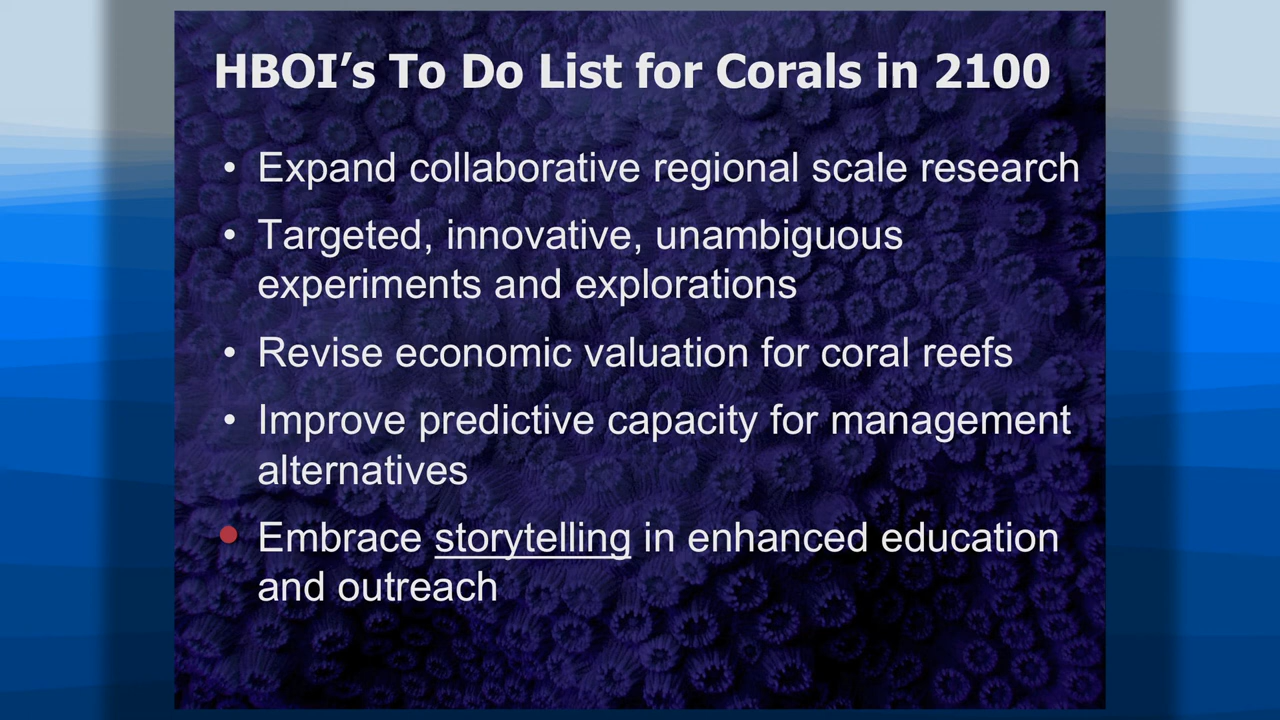 HBOI’s To Do List for Corals in 2100
• Expand collaborative regional scale research
• Targeted, innovative, unambiguous
experiments and explorations
• Revise economic valuation for coral reefs
• Improve predictive capacity for management
alternatives
• Embrace storytelling in enhanced education
and outreach